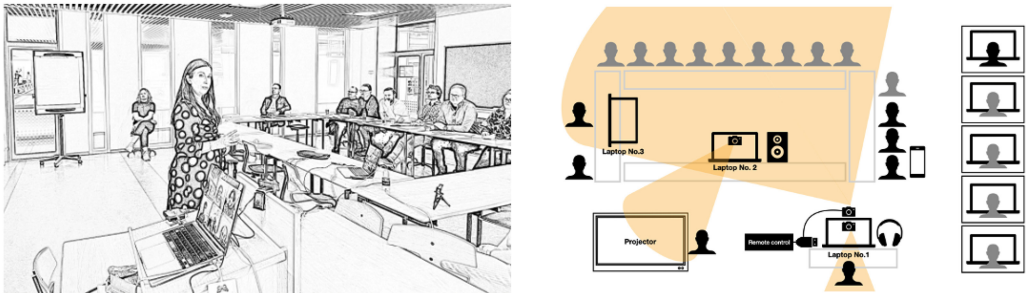 Laptop No.3
Laptop No. 2
Projector
Remote control
Laptop No.1